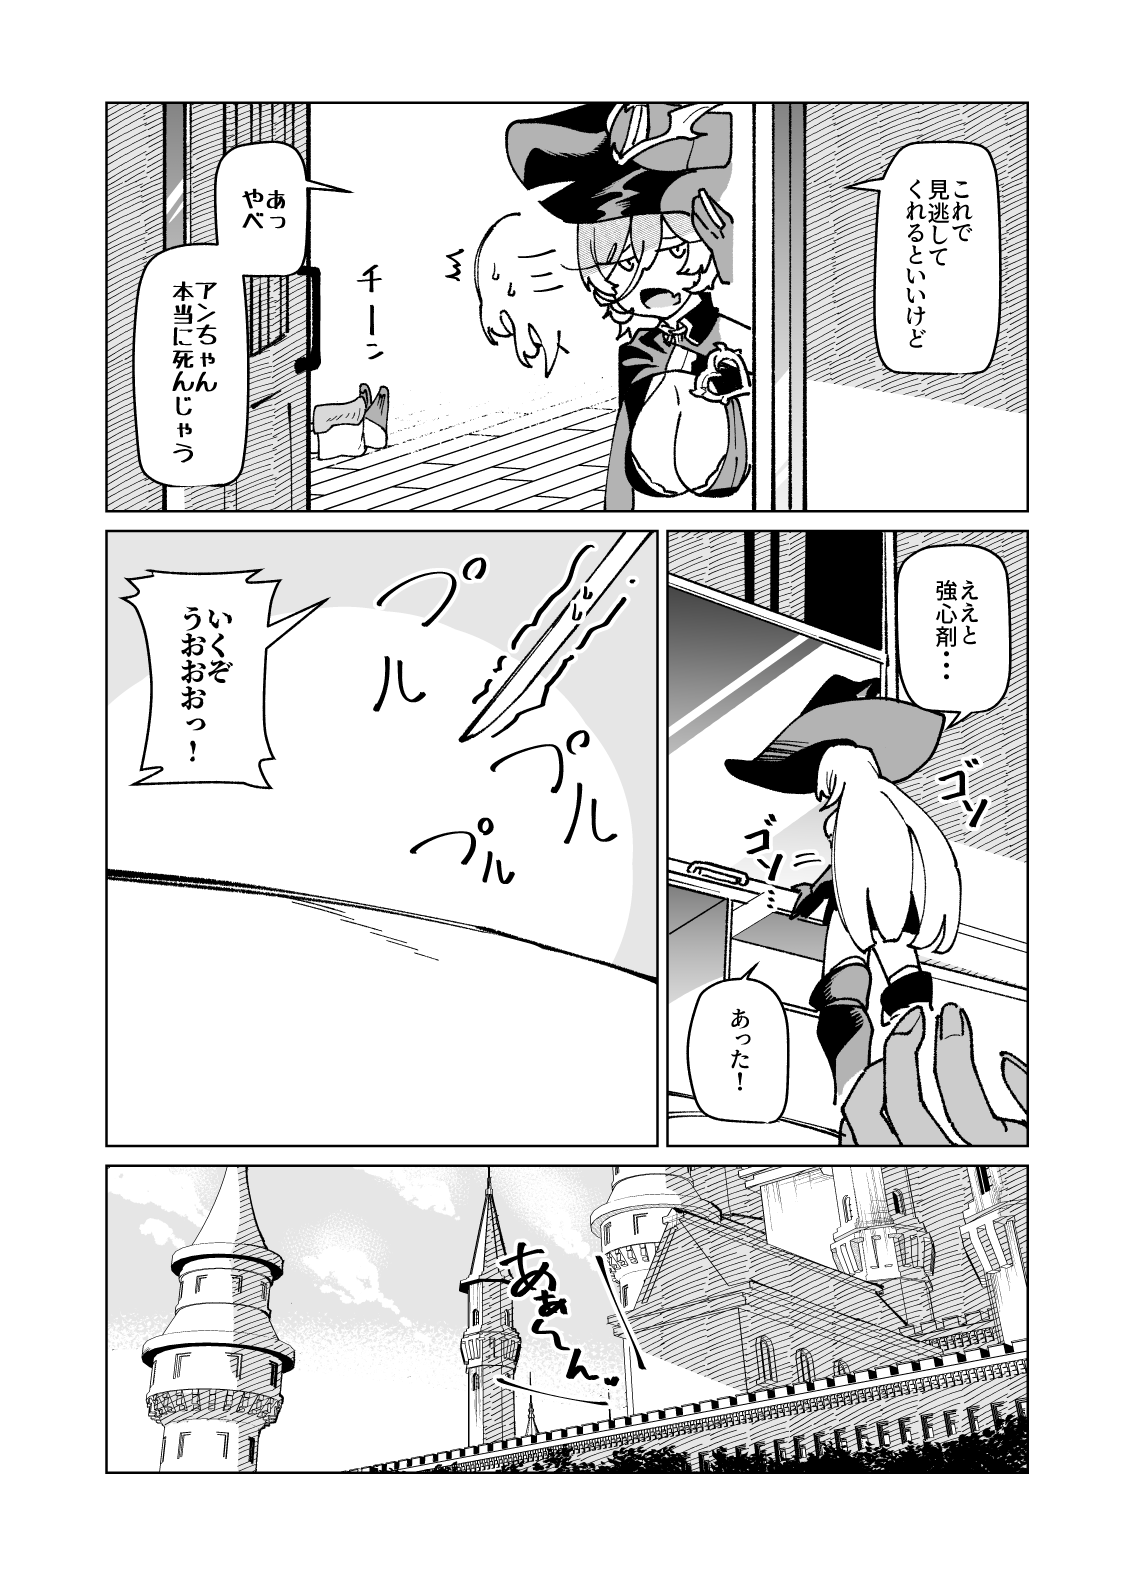 これで
見逃して
くれるといいけど
チーン
あっ
やべ
アンちゃん
本当に死んじゃう
ええと
強心剤…
ゴソ
ゴソ…
あった！
プル
プル
プル
いくぞ
うおおおっ！
あぁ〜ん